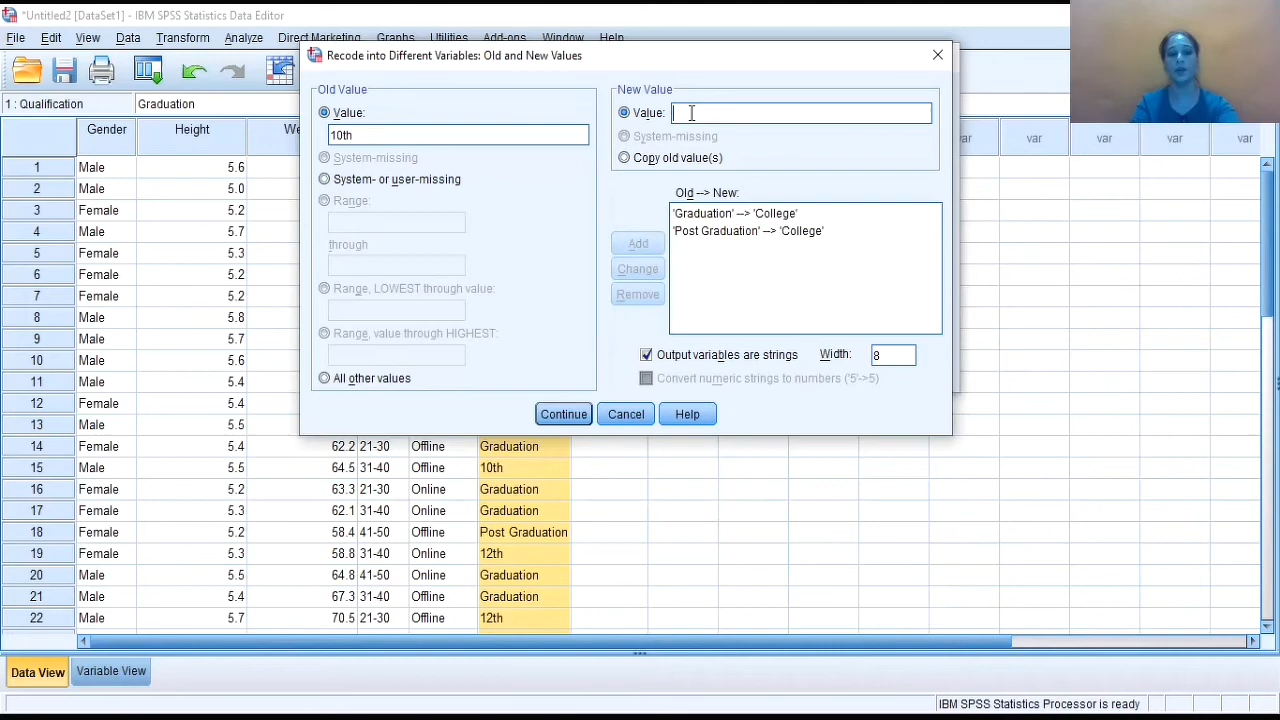 *Untitled2 [DataSet1] - IBM SPSS Statistics Data Editor
File Edit View Data Transform Analyze Direct Marketing Graphs Utilities Add-ons Window Help
Recode into Different Variables: Old and New Values
1 : Qualification Graduation
Old Value
Value:
10th
System-missing
System- or user-missing
Range:
through
Range, LOWEST through value:
Range, value through HIGHEST:
All other values
New Value
Value:
System-missing
Copy old value(s)
Old --> New:
'Graduation' --> 'College'
'Post Graduation' --> 'College'
Add
Change
Remove
Output variables are strings Width: 8
Convert numeric strings to numbers ('5'->5)
Continue Cancel Help
Gender Height We var var var var var
1 Male 5.6
2 Male 5.0
3 Female 5.2
4 Male 5.7
5 Female 5.3
6 Female 5.2
7 Female 5.2
8 Male 5.8
9 Male 5.7
10 Male 5.6
11 Male 5.4
12 Female 5.4
13 Male 5.5
14 Female 5.4 62.2 21-30 Offline Graduation
15 Male 5.5 64.5 31-40 Offline 10th
16 Female 5.2 63.3 21-30 Online Graduation
17 Female 5.3 62.1 31-40 Offline Graduation
18 Female 5.2 58.4 41-50 Offline Post Graduation
19 Female 5.3 58.8 31-40 Online 12th
20 Male 5.5 64.8 41-50 Online Graduation
21 Male 5.4 67.3 31-40 Offline Graduation
22 Male 5.7 70.5 21-30 Offline 12th
Data View Variable View
IBM SPSS Statistics Processor is ready